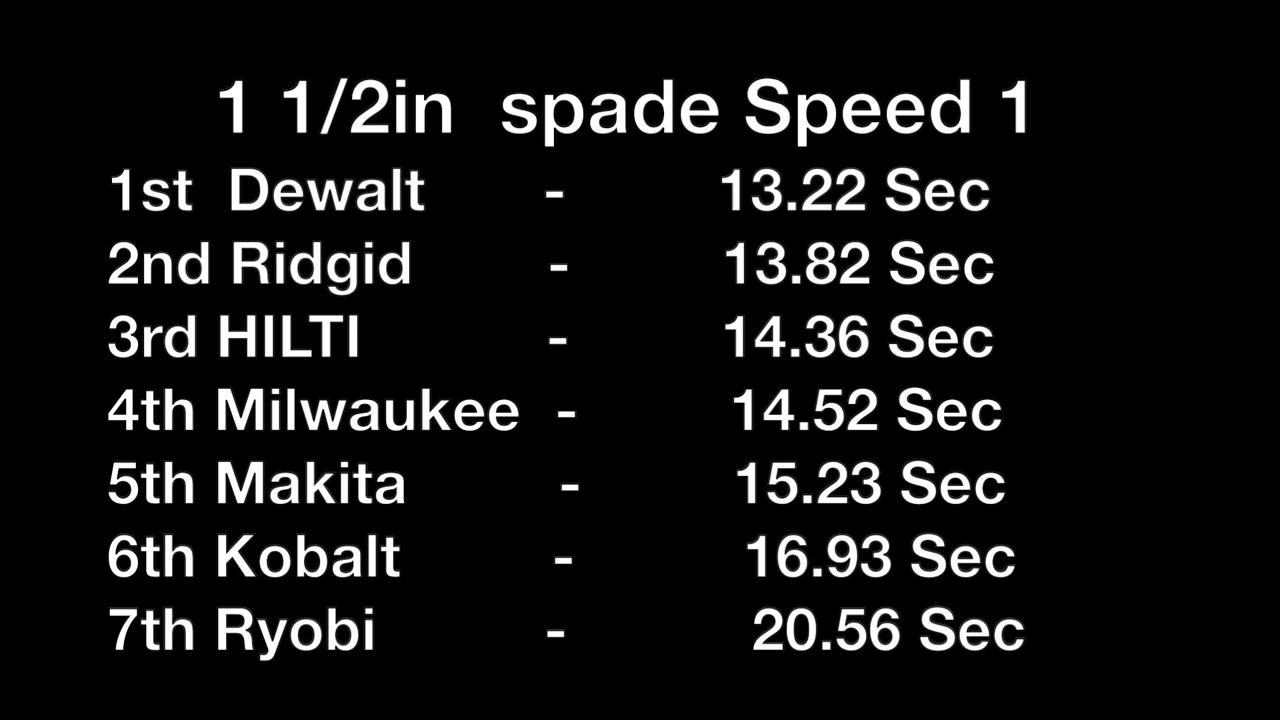 1 1/2in spade Speed 1
1st Dewalt - 13.22 Sec
2nd Ridgid - 13.82 Sec
3rd HILTI - 14.36 Sec
4th Milwaukee - 14.52 Sec
5th Makita - 15.23 Sec
6th Kobalt - 16.93 Sec
7th Ryobi - 20.56 Sec